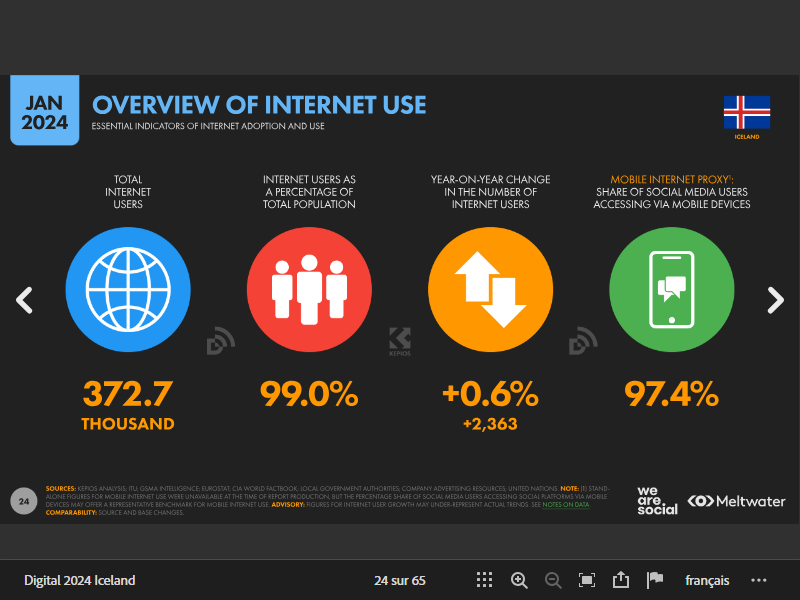 JAN
2024
OVERVIEW OF INTERNET USE
ESSENTIAL INDICATORS OF INTERNET ADOPTION AND USE
ICELAND
TOTAL
INTERNET
USERS
INTERNET USERS AS
A PERCENTAGE OF
TOTAL POPULATION
YEAR-ON-YEAR CHANGE
IN THE NUMBER OF
INTERNET USERS
MOBILE INTERNET PROXY¹:
SHARE OF SOCIAL MEDIA USERS
ACCESSING VIA MOBILE DEVICES
KEPIOS
372.7
THOUSAND
99.0%
+0.6%
+2,363
97.4%
24
SOURCES: KEPIOS ANALYSIS; ITU; GSMA INTELLIGENCE; EUROSTAT; CIA WORLD FACTBOOK; LOCAL GOVERNMENT AUTHORITIES; COMPANY ADVERTISING RESOURCES; UNITED NATIONS. NOTE: (1) STAND-
ALONE FIGURES FOR MOBILE INTERNET USE WERE UNAVAILABLE AT THE TIME OF REPORT PRODUCTION, BUT THE PERCENTAGE SHARE OF SOCIAL MEDIA USERS ACCESSING SOCIAL PLATFORMS VIA MOBILE
DEVICES MAY OFFER A REPRESENTATIVE BENCHMARK FOR MOBILE INTERNET USE. ADVISORY: FIGURES FOR INTERNET USER GROWTH MAY UNDER-REPRESENT ACTUAL TRENDS. SEE NOTES ON DATA.
COMPARABILITY: SOURCE AND BASE CHANGES.
we
are.
social
Meltwater
Digital 2024 Iceland
24 sur 65
français